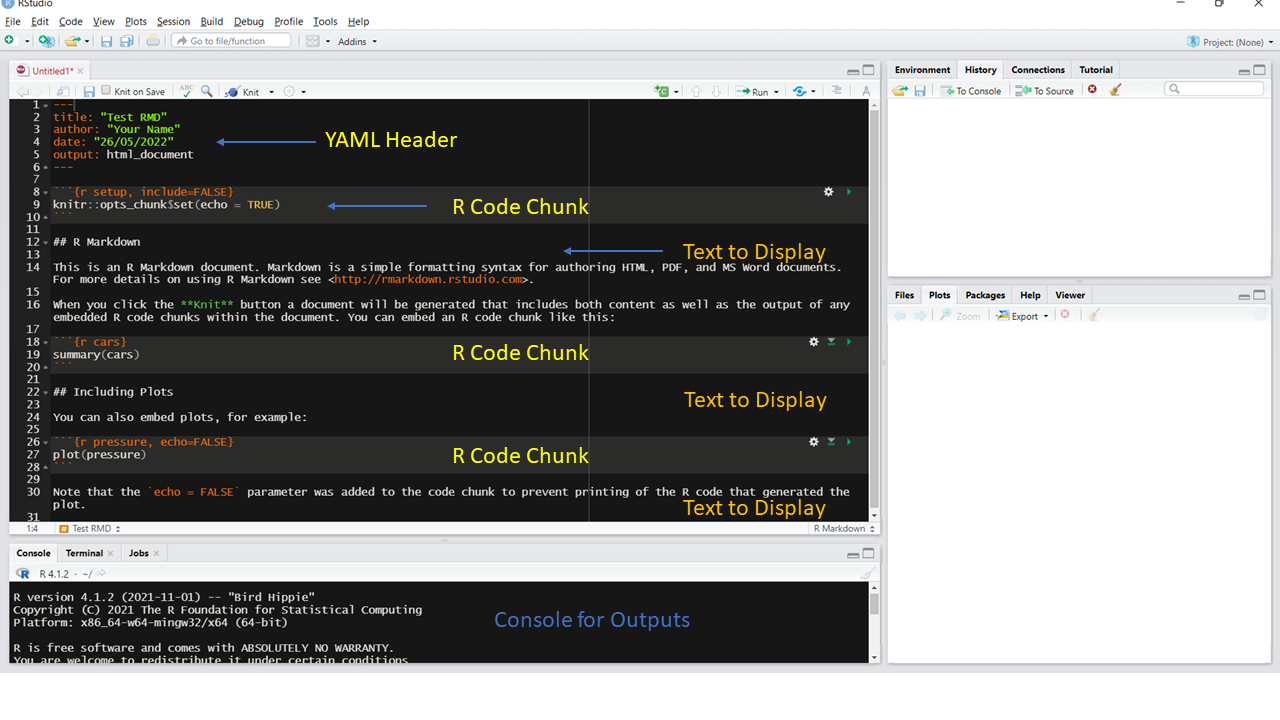 RStudio
File Edit Code View Plots Session Build Debug Profile Tools Help
Go to file/function Addins Project: (None)
Untitled1*
Knit on Save ABC Knit Run
1 ---
2 title: "Test RMD"
3 author: "Your Name"
4 date: "26/05/2022"
YAML Header
5 output: html_document
6 ---
7
8 ```{r setup, include=FALSE}
9 knitr::opts_chunk$set(echo = TRUE)
R Code Chunk
10 ```
11
12 ## R Markdown
Text to Display
13
14 This is an R Markdown document. Markdown is a simple formatting syntax for authoring HTML, PDF, and MS Word documents.
For more details on using R Markdown see <http://rmarkdown.rstudio.com>.
15
16 When you click the **Knit** button a document will be generated that includes both content as well as the output of any
embedded R code chunks within the document. You can embed an R code chunk like this:
17
18 ```{r cars}
19 summary(cars)
R Code Chunk
20 ```
21
22 ## Including Plots
Text to Display
23
24 You can also embed plots, for example:
25
26 ```{r pressure, echo=FALSE}
27 plot(pressure)
R Code Chunk
28 ```
29
30 Note that the `echo = FALSE` parameter was added to the code chunk to prevent printing of the R code that generated the
plot.
Text to Display
31
1:4 Test RMD R Markdown
Console Terminal Jobs
R 4.1.2 · ~/
R version 4.1.2 (2021-11-01) -- "Bird Hippie"
Copyright (C) 2021 The R Foundation for Statistical Computing
Platform: x86_64-w64-mingw32/x64 (64-bit)
Console for Outputs
R is free software and comes with ABSOLUTELY NO WARRANTY.
You are welcome to redistribute it under certain conditions
Environment History Connections Tutorial
To Console To Source
Files Plots Packages Help Viewer
Zoom Export